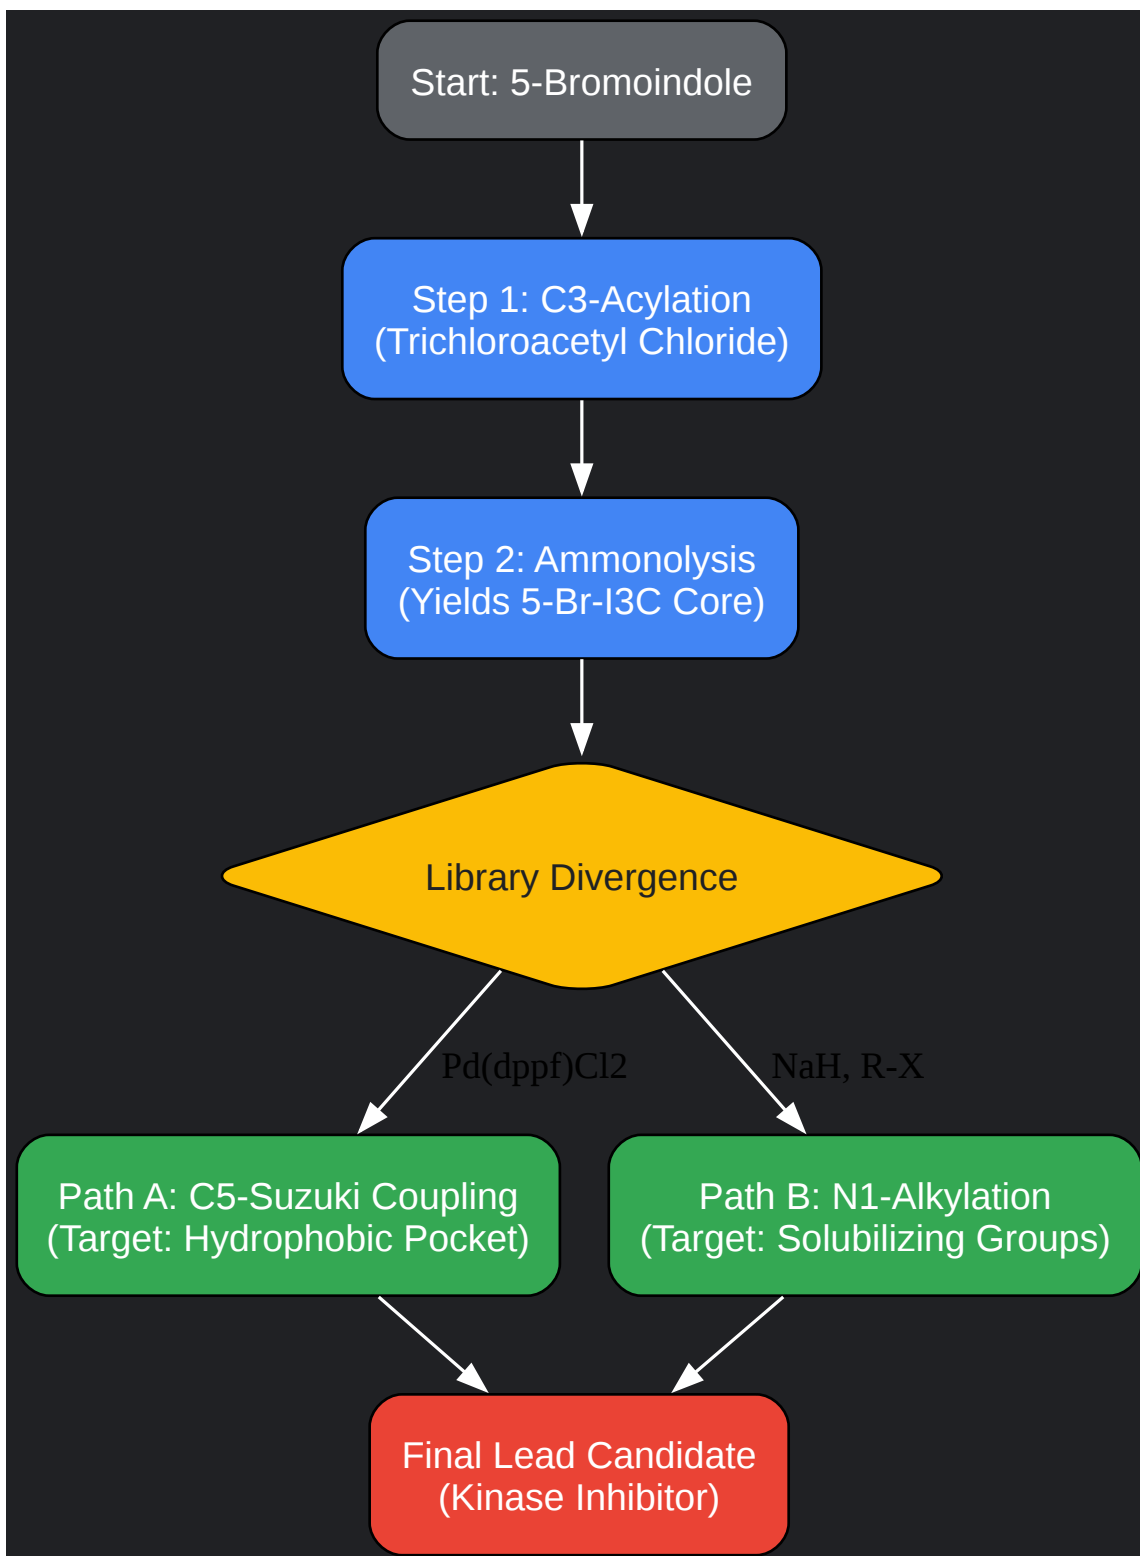 Start: 5-Bromoindole
Step 1: C3-Acylation
(Trichloroacetyl Chloride)
Step 2: Ammonolysis
(Yields 5-Br-I3C Core)
Library Divergence
Pd(dppf)Cl2
NaH, R-X
Path A: C5-Suzuki Coupling
(Target: Hydrophobic Pocket)
Path B: N1-Alkylation
(Target: Solubilizing Groups)
Final Lead Candidate
(Kinase Inhibitor)